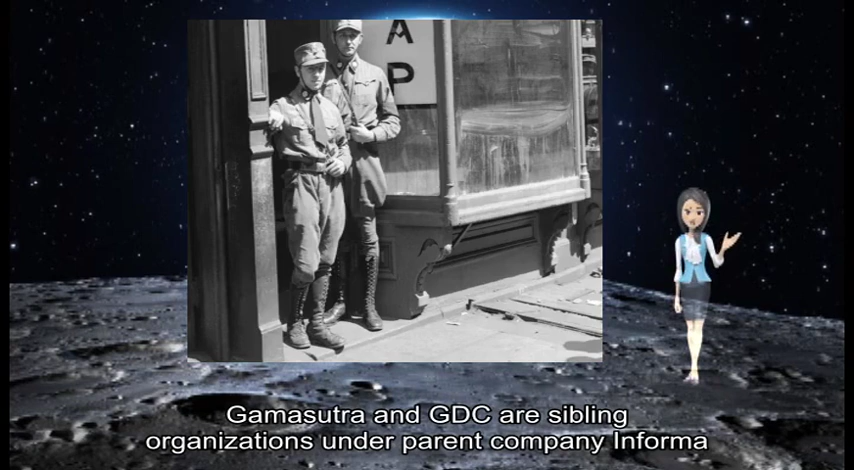 A
P
Gamasutra and GDC are sibling
organizations under parent company Informa